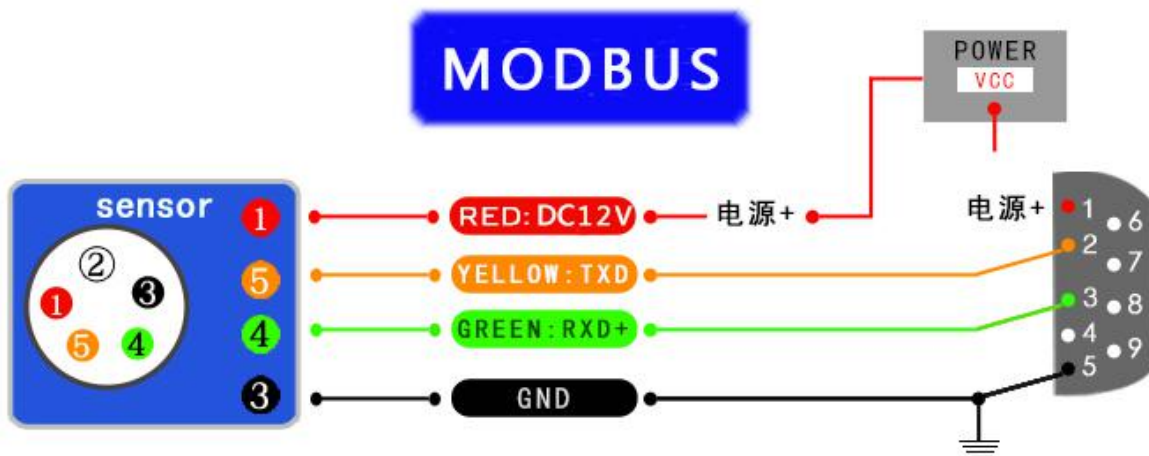 MODBUS
POWER
VCC
sensor
① RED:DC12V 电源+ 电源+ 1
6
⑤ YELLOW:TXD 2
7
④ GREEN:RXD+ 3
8
4
9
③ GND 5
②
③
①
⑤ ④